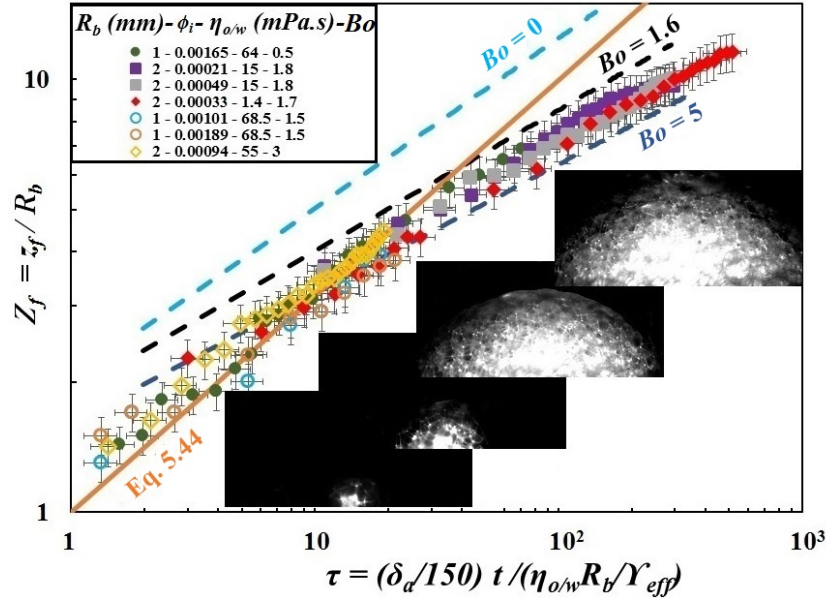 R_b (mm)- ϕ_i- η_o/w (mPa.s)-Bo
1 - 0.00165 - 64 - 0.5
2 - 0.00021 - 15 - 1.8
2 - 0.00049 - 15 - 1.8
2 - 0.00033 - 1.4 - 1.7
1 - 0.00101 - 68.5 - 1.5
1 - 0.00189 - 68.5 - 1.5
2 - 0.00094 - 55 - 3
Bo = 0
Bo = 1.6
Bo = 5
Eq. 5.44
Z_f = z_f / R_b
10
1
1
10
10²
10³
τ = (δ_a/150) t /(η_o/w R_b/ϒ_eff)